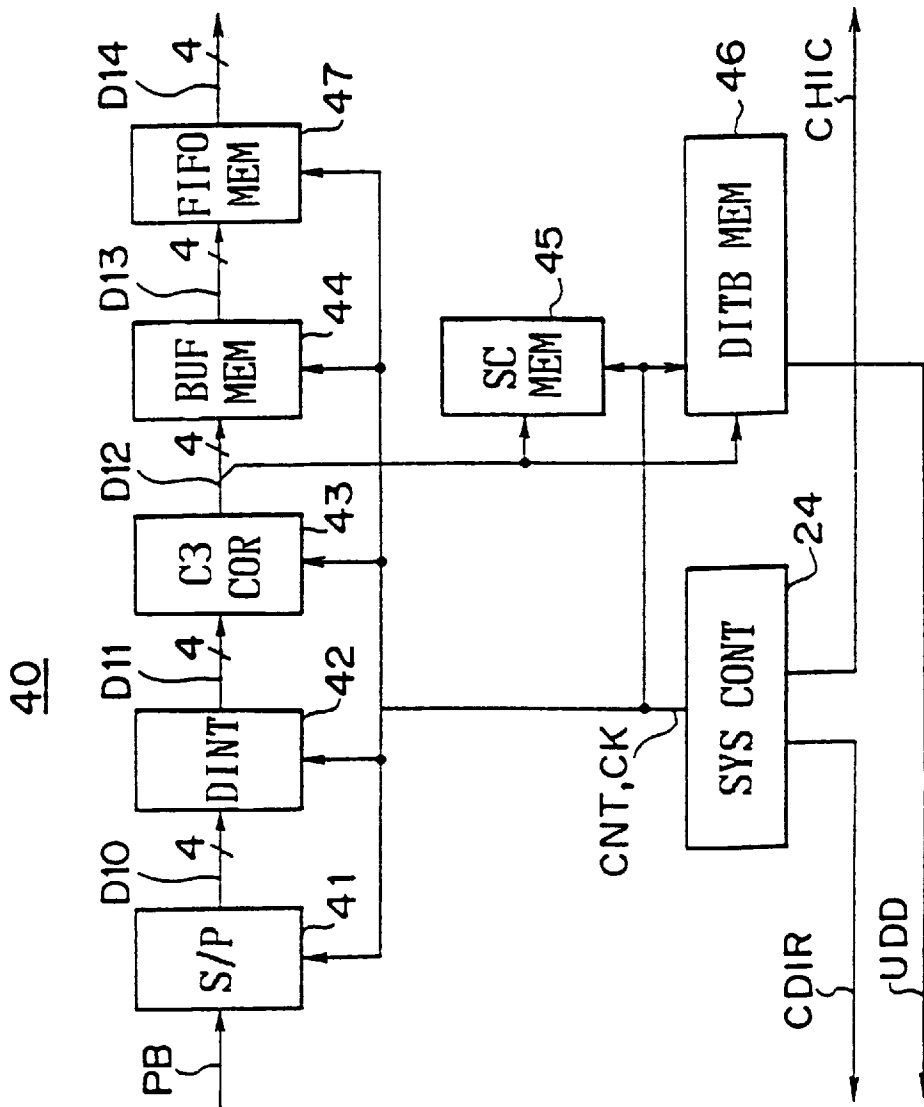 40
PB
S/P
41
D10
4
DINT
42
D11
4
C3
COR
43
D12
4
BUF
MEM
44
D13
4
FIFO
MEM
47
D14
4
SC
MEM
45
DITB MEM
46
CNT,CK
SYS CONT
24
CDIR
CHIC
UDD